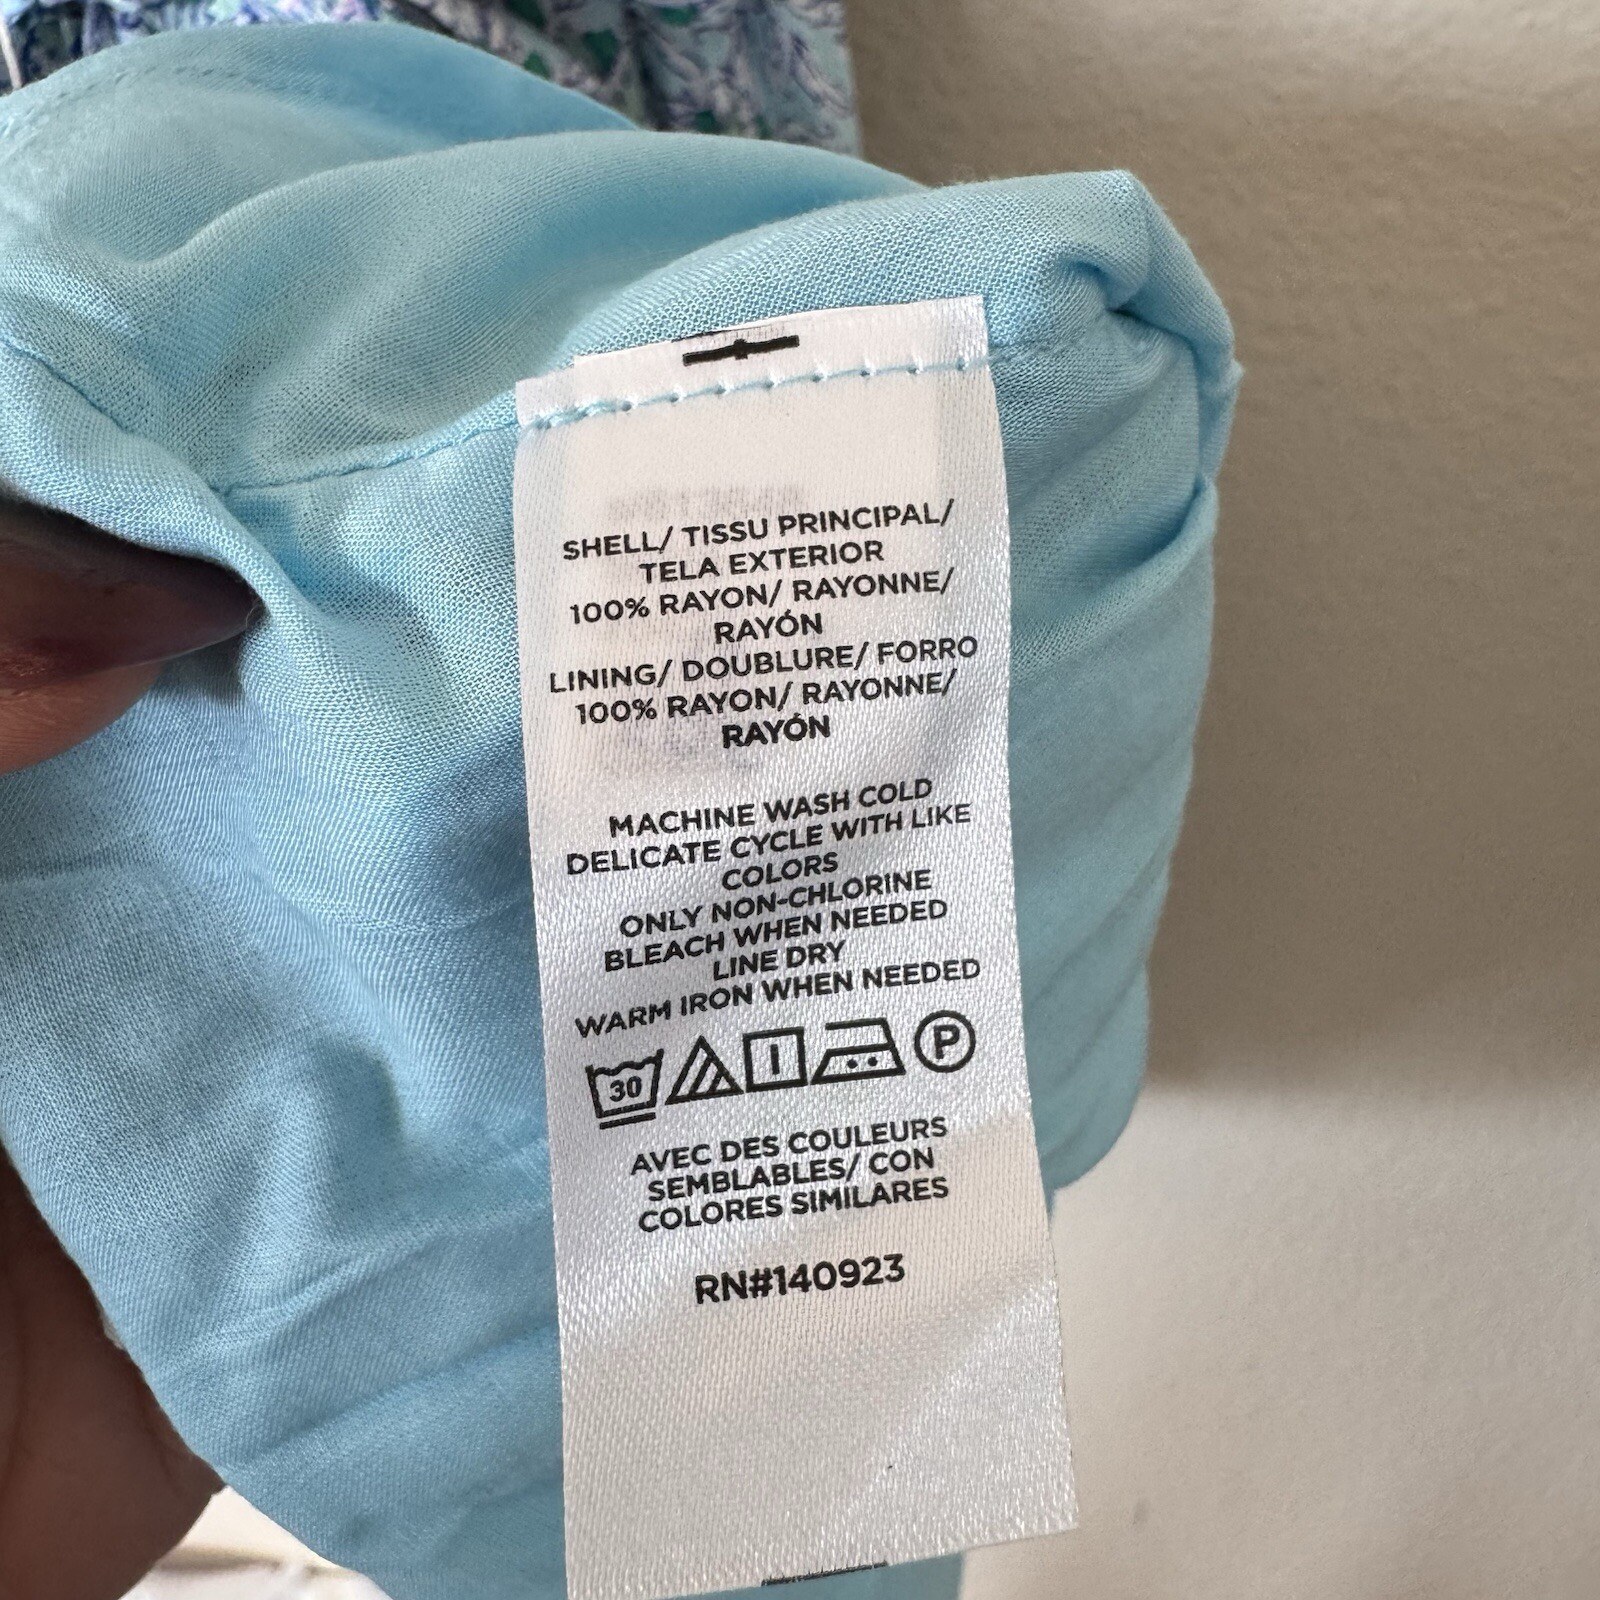 SHELL/ TISSU PRINCIPAL/
TELA EXTERIOR
100% RAYON/ RAYONNE/
RAYÓN
LINING/ DOUBLURE/ FORRO
100% RAYON/ RAYONNE/
RAYÓN
MACHINE WASH COLD
DELICATE CYCLE WITH LIKE
COLORS
ONLY NON-CHLORINE
BLEACH WHEN NEEDED
LINE DRY
WARM IRON WHEN NEEDED
30 P
AVEC DES COULEURS
SEMBLABLES/ CON
COLORES SIMILARES
RN#140923